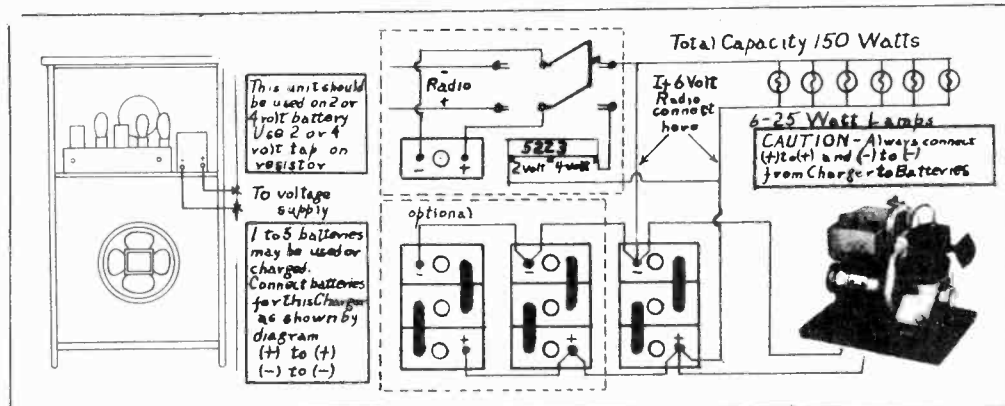 This unit should
be used on 2 or
4 volt battery
Use 2 or 4
volt tap on
resistor
To voltage
supply
1 to 5 batteries
may be used or
charged.
Connect batteries
for this Charger
as shown by
diagram
(+) to (+)
(-) to (-)
-
Radio
+
- +
5223
2 volt 4 volt
optional
- - -
+ + +
Total Capacity 150 Watts
If 6 Volt
Radio
connect
here
6-25 Watt Lamps
CAUTION - Always connect
(+) to (+) and (-) to (-)
from Charger to Batteries